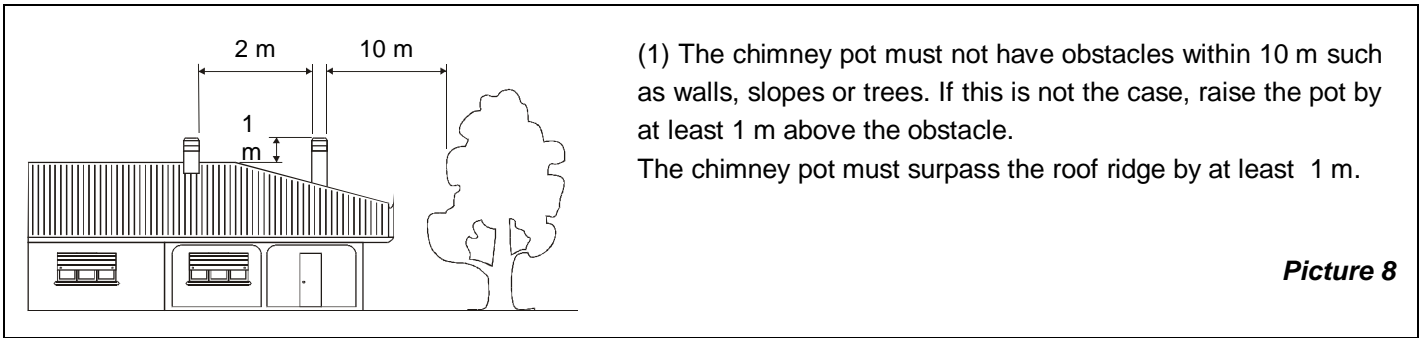 2 m
10 m
1
m
(1) The chimney pot must not have obstacles within 10 m such
as walls, slopes or trees. If this is not the case, raise the pot by
at least 1 m above the obstacle.
The chimney pot must surpass the roof ridge by at least 1 m.
Picture 8